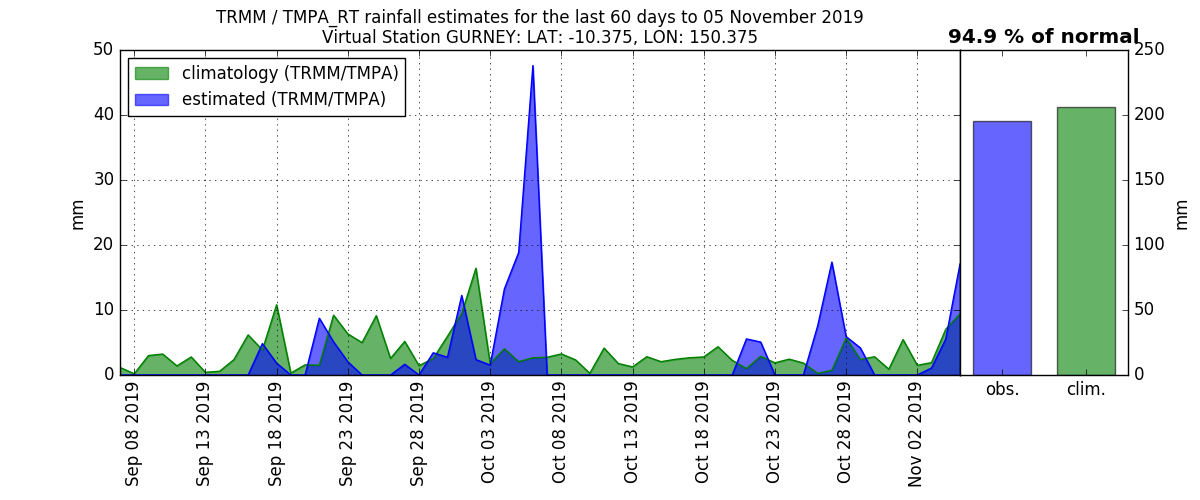 TRMM / TMPA_RT rainfall estimates for the last 60 days to 05 November 2019
Virtual Station GURNEY: LAT: -10.375, LON: 150.375
94.9 % of normal
climatology (TRMM/TMPA)
estimated (TRMM/TMPA)
50
40
30
20
10
0
mm
250
200
150
100
50
0
mm
Sep 08 2019
Sep 13 2019
Sep 18 2019
Sep 23 2019
Sep 28 2019
Oct 03 2019
Oct 08 2019
Oct 13 2019
Oct 18 2019
Oct 23 2019
Oct 28 2019
Nov 02 2019
obs.
clim.